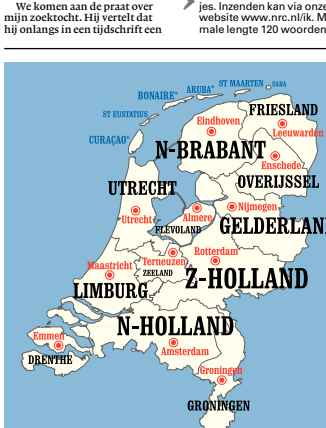 We komen aan de praat over
mijn zoektocht. Hij vertelt dat
hij onlangs in een tijdschrift een
jes. Inzenden kan via onze
website www.nrc.nl/ik. M
male lengte 120 woorden
BONAIRE*
ARUBA*
ST MAARTEN
SABA
ST EUSTATIUS
CURAÇAO*
Eindhoven
FRIESLAND
Leeuwarden
N-BRABANT
Enschede
OVERIJSSEL
UTRECHT
Utrecht
Almere
FLEVOLAND
Nijmegen
GELDERLAN
Maastricht
Terneuzen
ZEELAND
Rotterdam
Z-HOLLAND
LIMBURG
N-HOLLAND
Emmen
DRENTHE
Amsterdam
Groningen
GRONINGEN